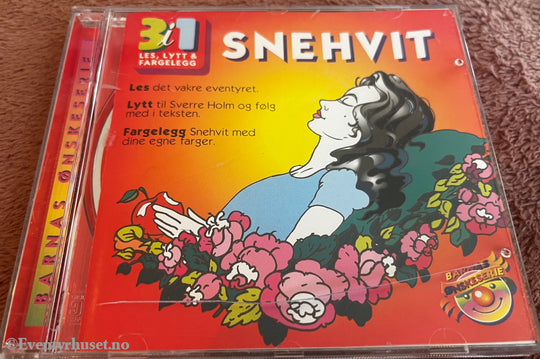 3i1
LES, LYTT &
FARGELEGG
SNEHVIT
Les det vakre eventyret.
Lytt til Sverre Holm og følg
med i teksten.
Fargelegg Snehvit med
dine egne farger.
BARNAS ØNSKESERIE
BARNAS
ØNSKESERIE
© Eventyrhuset.no